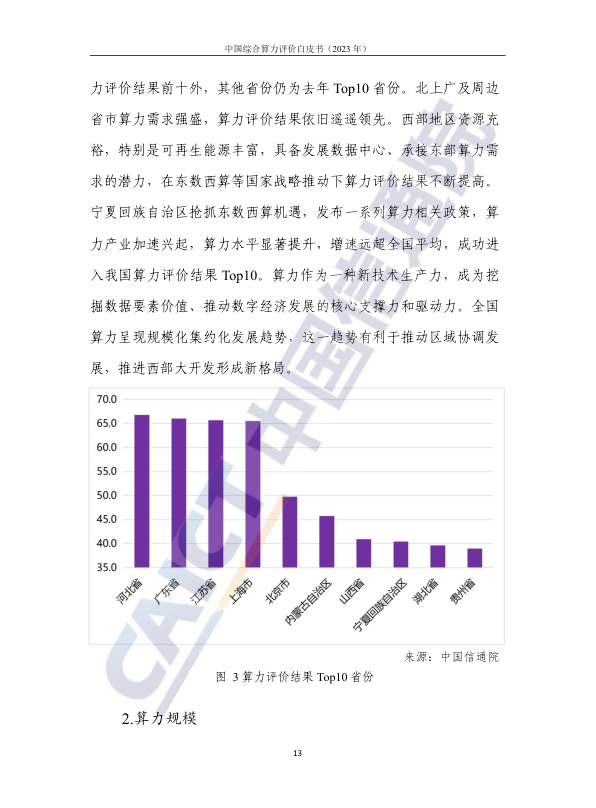 中国综合算力评价白皮书（2023 年）
力评价结果前十外，其他省份仍为去年 Top10 省份。北上广及周边
省市算力需求强盛，算力评价结果依旧遥遥领先。西部地区资源充
裕，特别是可再生能源丰富，具备发展数据中心、承接东部算力需
求的潜力，在东数西算等国家战略推动下算力评价结果不断提高。
宁夏回族自治区抢抓东数西算机遇，发布一系列算力相关政策，算
力产业加速兴起，算力水平显著提升，增速远超全国平均，成功进
入我国算力评价结果 Top10。算力作为一种新技术生产力，成为挖
掘数据要素价值、推动数字经济发展的核心支撑力和驱动力。全国
算力呈现规模化集约化发展趋势，这一趋势有利于推动区域协调发
展，推进西部大开发形成新格局。
70.0
65.0
60.0
55.0
50.0
45.0
40.0
35.0
河北省
广东省
江苏省
上海市
北京市
内蒙古自治区
山西省
宁夏回族自治区
湖北省
贵州省
来源：中国信通院
图 3 算力评价结果 Top10 省份
2.算力规模
13
CAICT 中国信通院